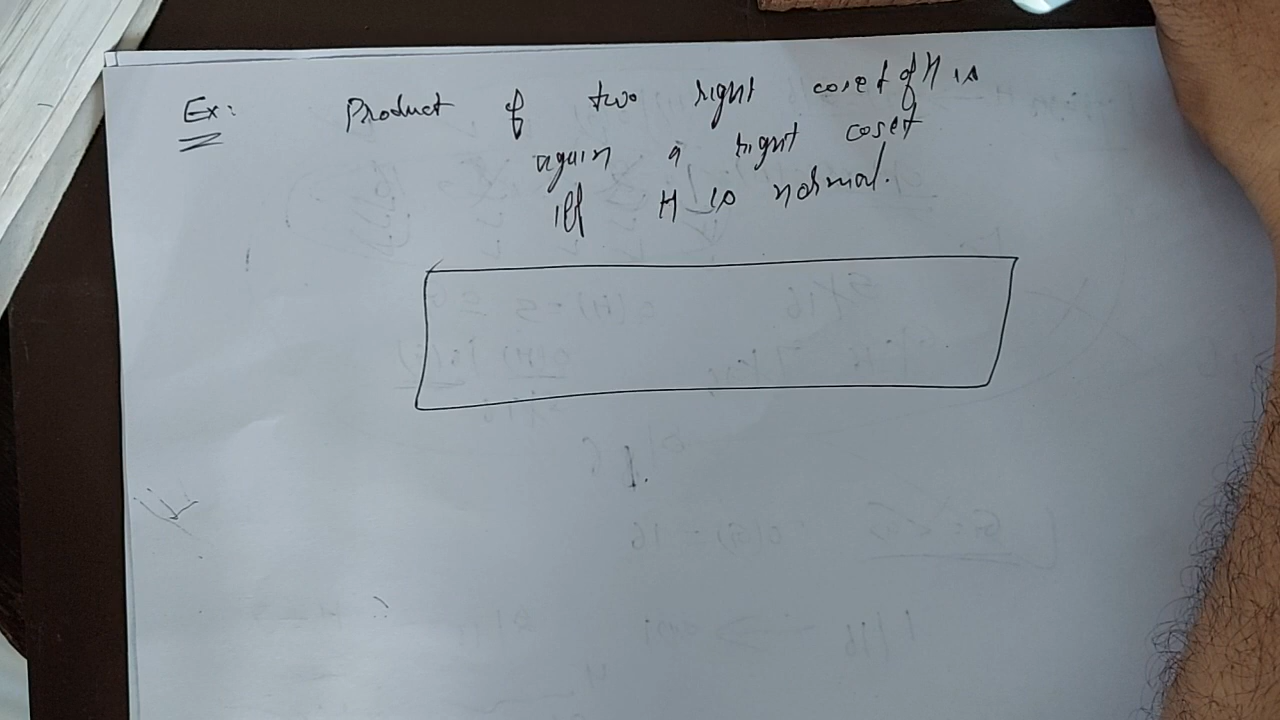 Ex: Product of two right coset of H is
again a right coset
iff H is normal.